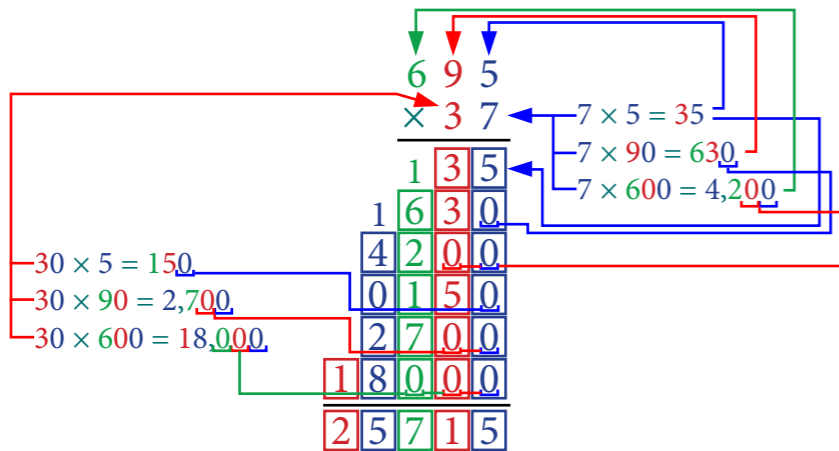 6 9 5
× 3 7
7 × 5 = 35
7 × 90 = 630
7 × 600 = 4,200
1 3 5
1 6 3 0
4 2 0 0
30 × 5 = 150
0 1 5 0
30 × 90 = 2,700
2 7 0 0
30 × 600 = 18,000
1 8 0 0 0
2 5 7 1 5